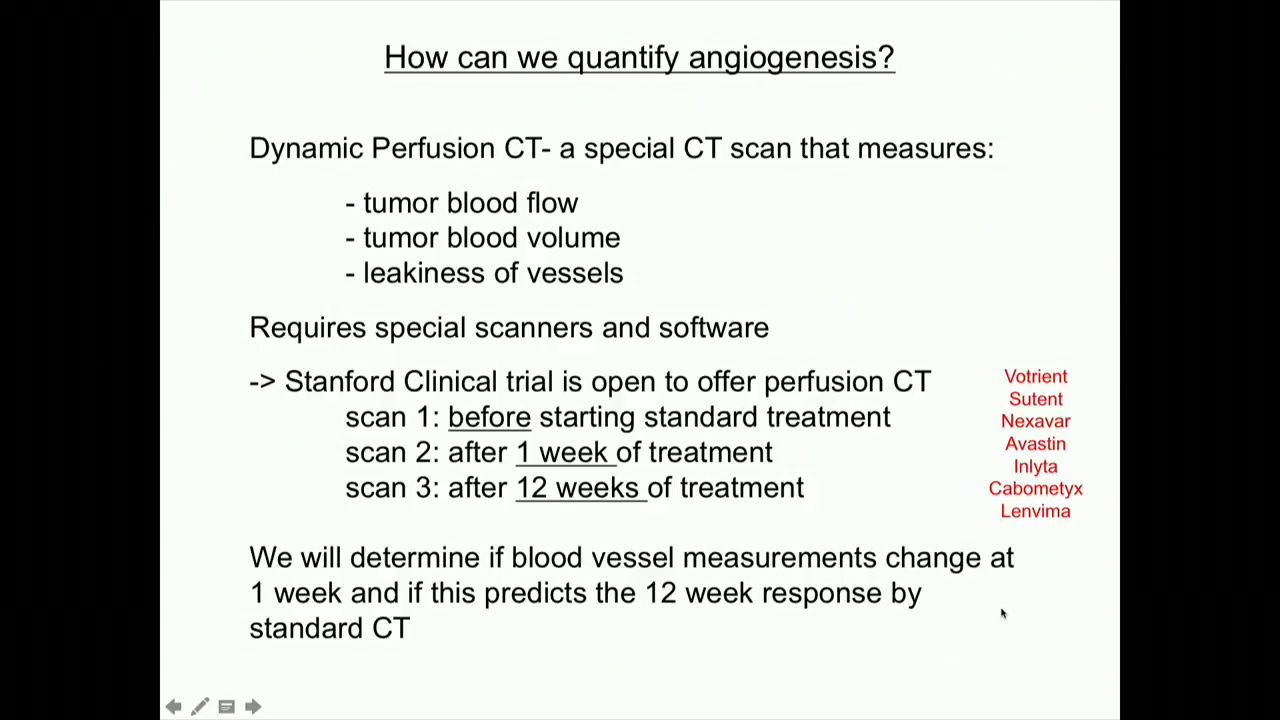 How can we quantify angiogenesis?
Dynamic Perfusion CT- a special CT scan that measures:
- tumor blood flow
- tumor blood volume
- leakiness of vessels
Requires special scanners and software
-> Stanford Clinical trial is open to offer perfusion CT
scan 1: before starting standard treatment
scan 2: after 1 week of treatment
scan 3: after 12 weeks of treatment
Votrient
Sutent
Nexavar
Avastin
Inlyta
Cabometyx
Lenvima
We will determine if blood vessel measurements change at
1 week and if this predicts the 12 week response by
standard CT